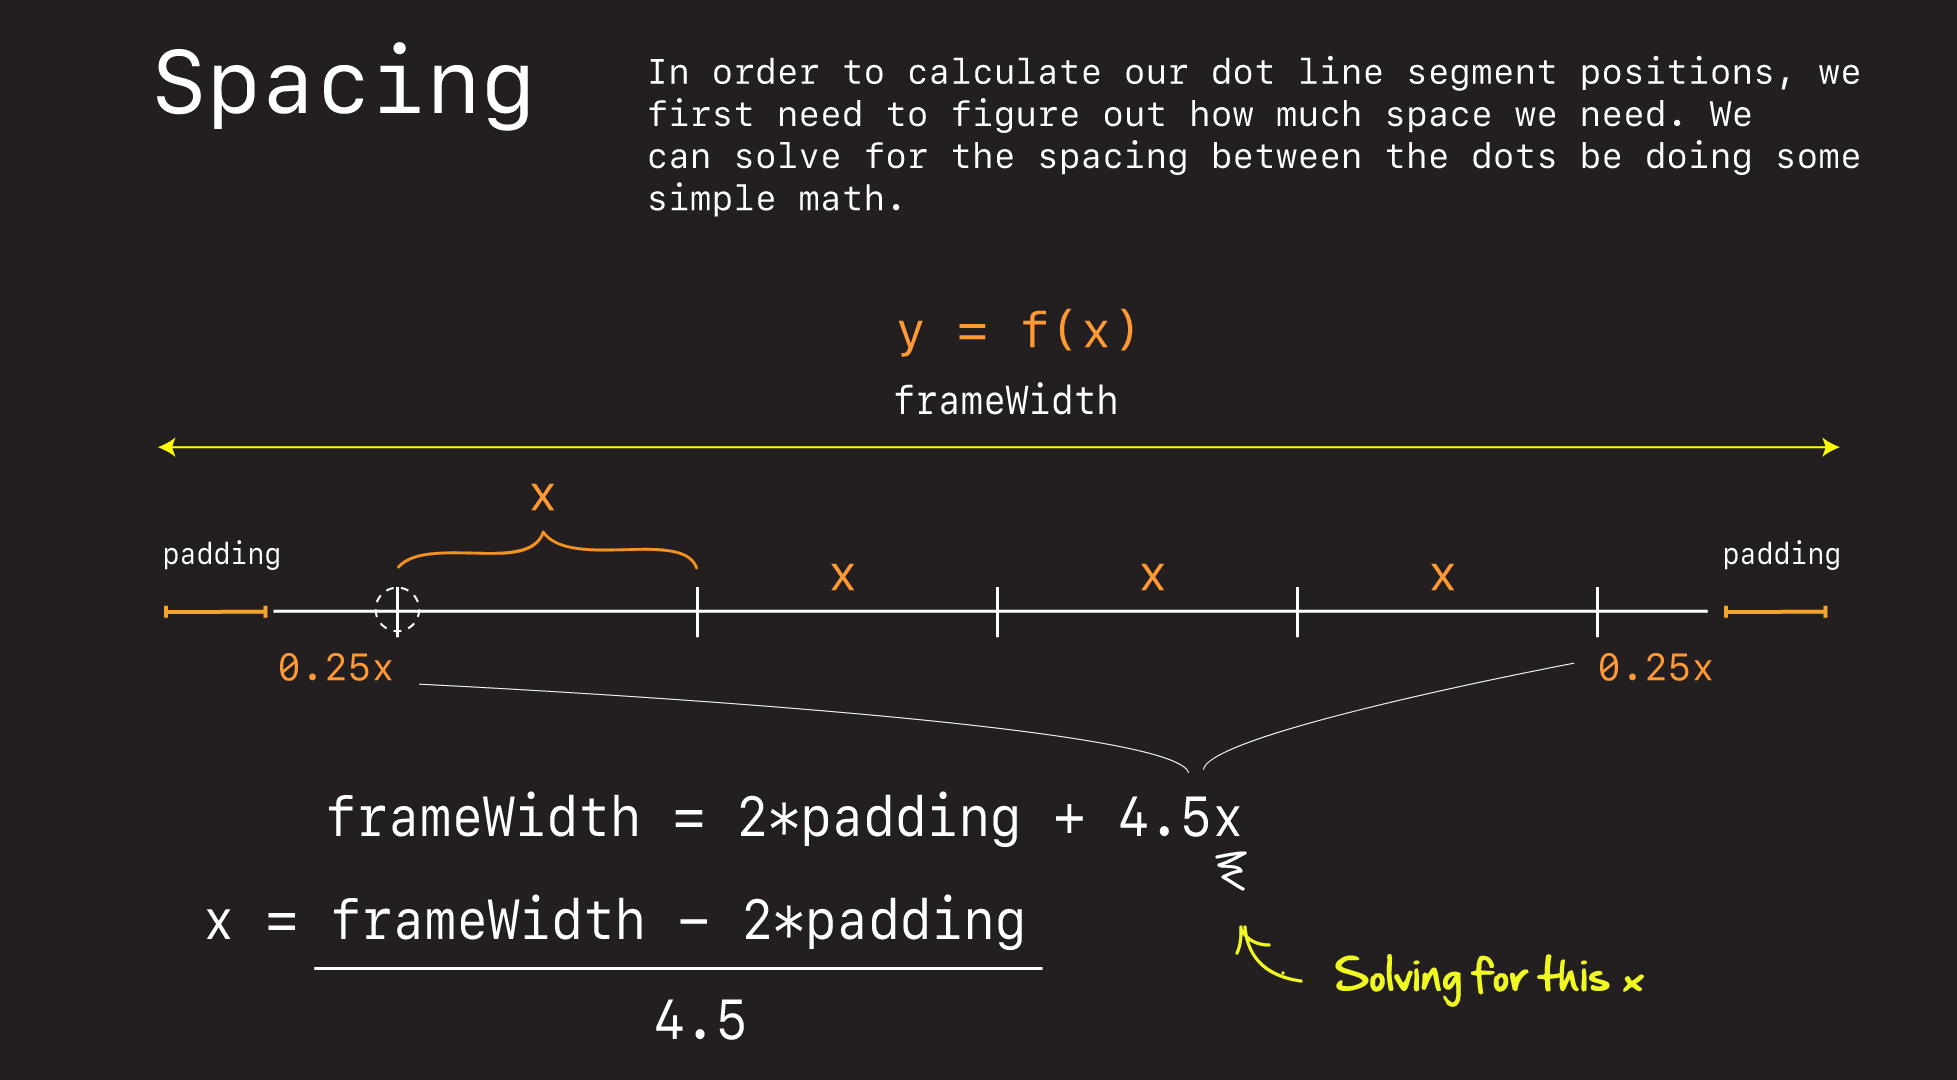 Spacing
In order to calculate our dot line segment positions, we
first need to figure out how much space we need. We
can solve for the spacing between the dots be doing some
simple math.
y = f(x)
frameWidth
x
padding
x
x
x
padding
0.25x
0.25x
frameWidth = 2*padding + 4.5x
x = frameWidth - 2*padding
4.5
Solving for this x